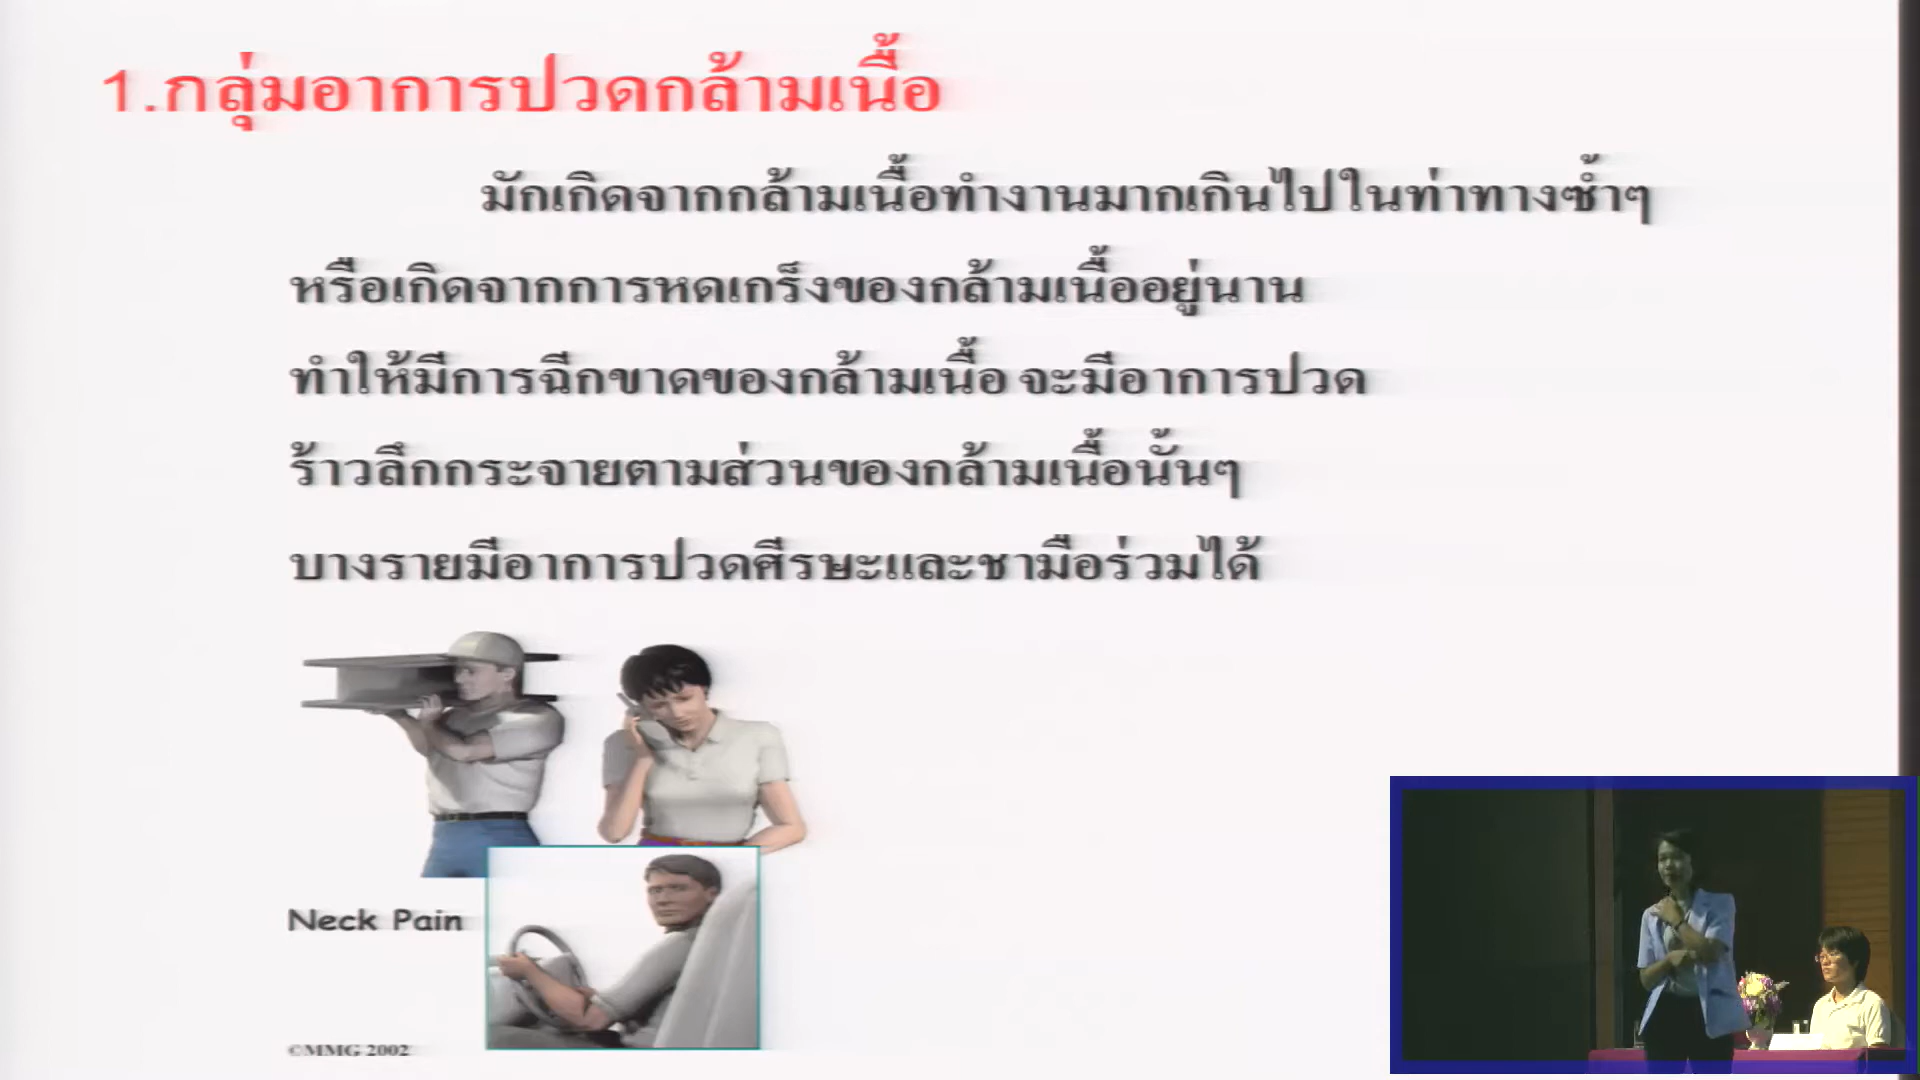 1.กลุ่มอาการปวดกล้ามเนื้อ
มักเกิดจากกล้ามเนื้อทำงานมากเกินไปในท่าทางซ้ำๆ
หรือเกิดจากการหดเกร็งของกล้ามเนื้ออยู่นาน
ทำให้มีการฉีกขาดของกล้ามเนื้อ จะมีอาการปวด
ร้าวลึกกระจายตามส่วนของกล้ามเนื้อนั้นๆ
บางรายมีอาการปวดศีรษะและชามือร่วมได้
Neck Pain
©MMG 2002